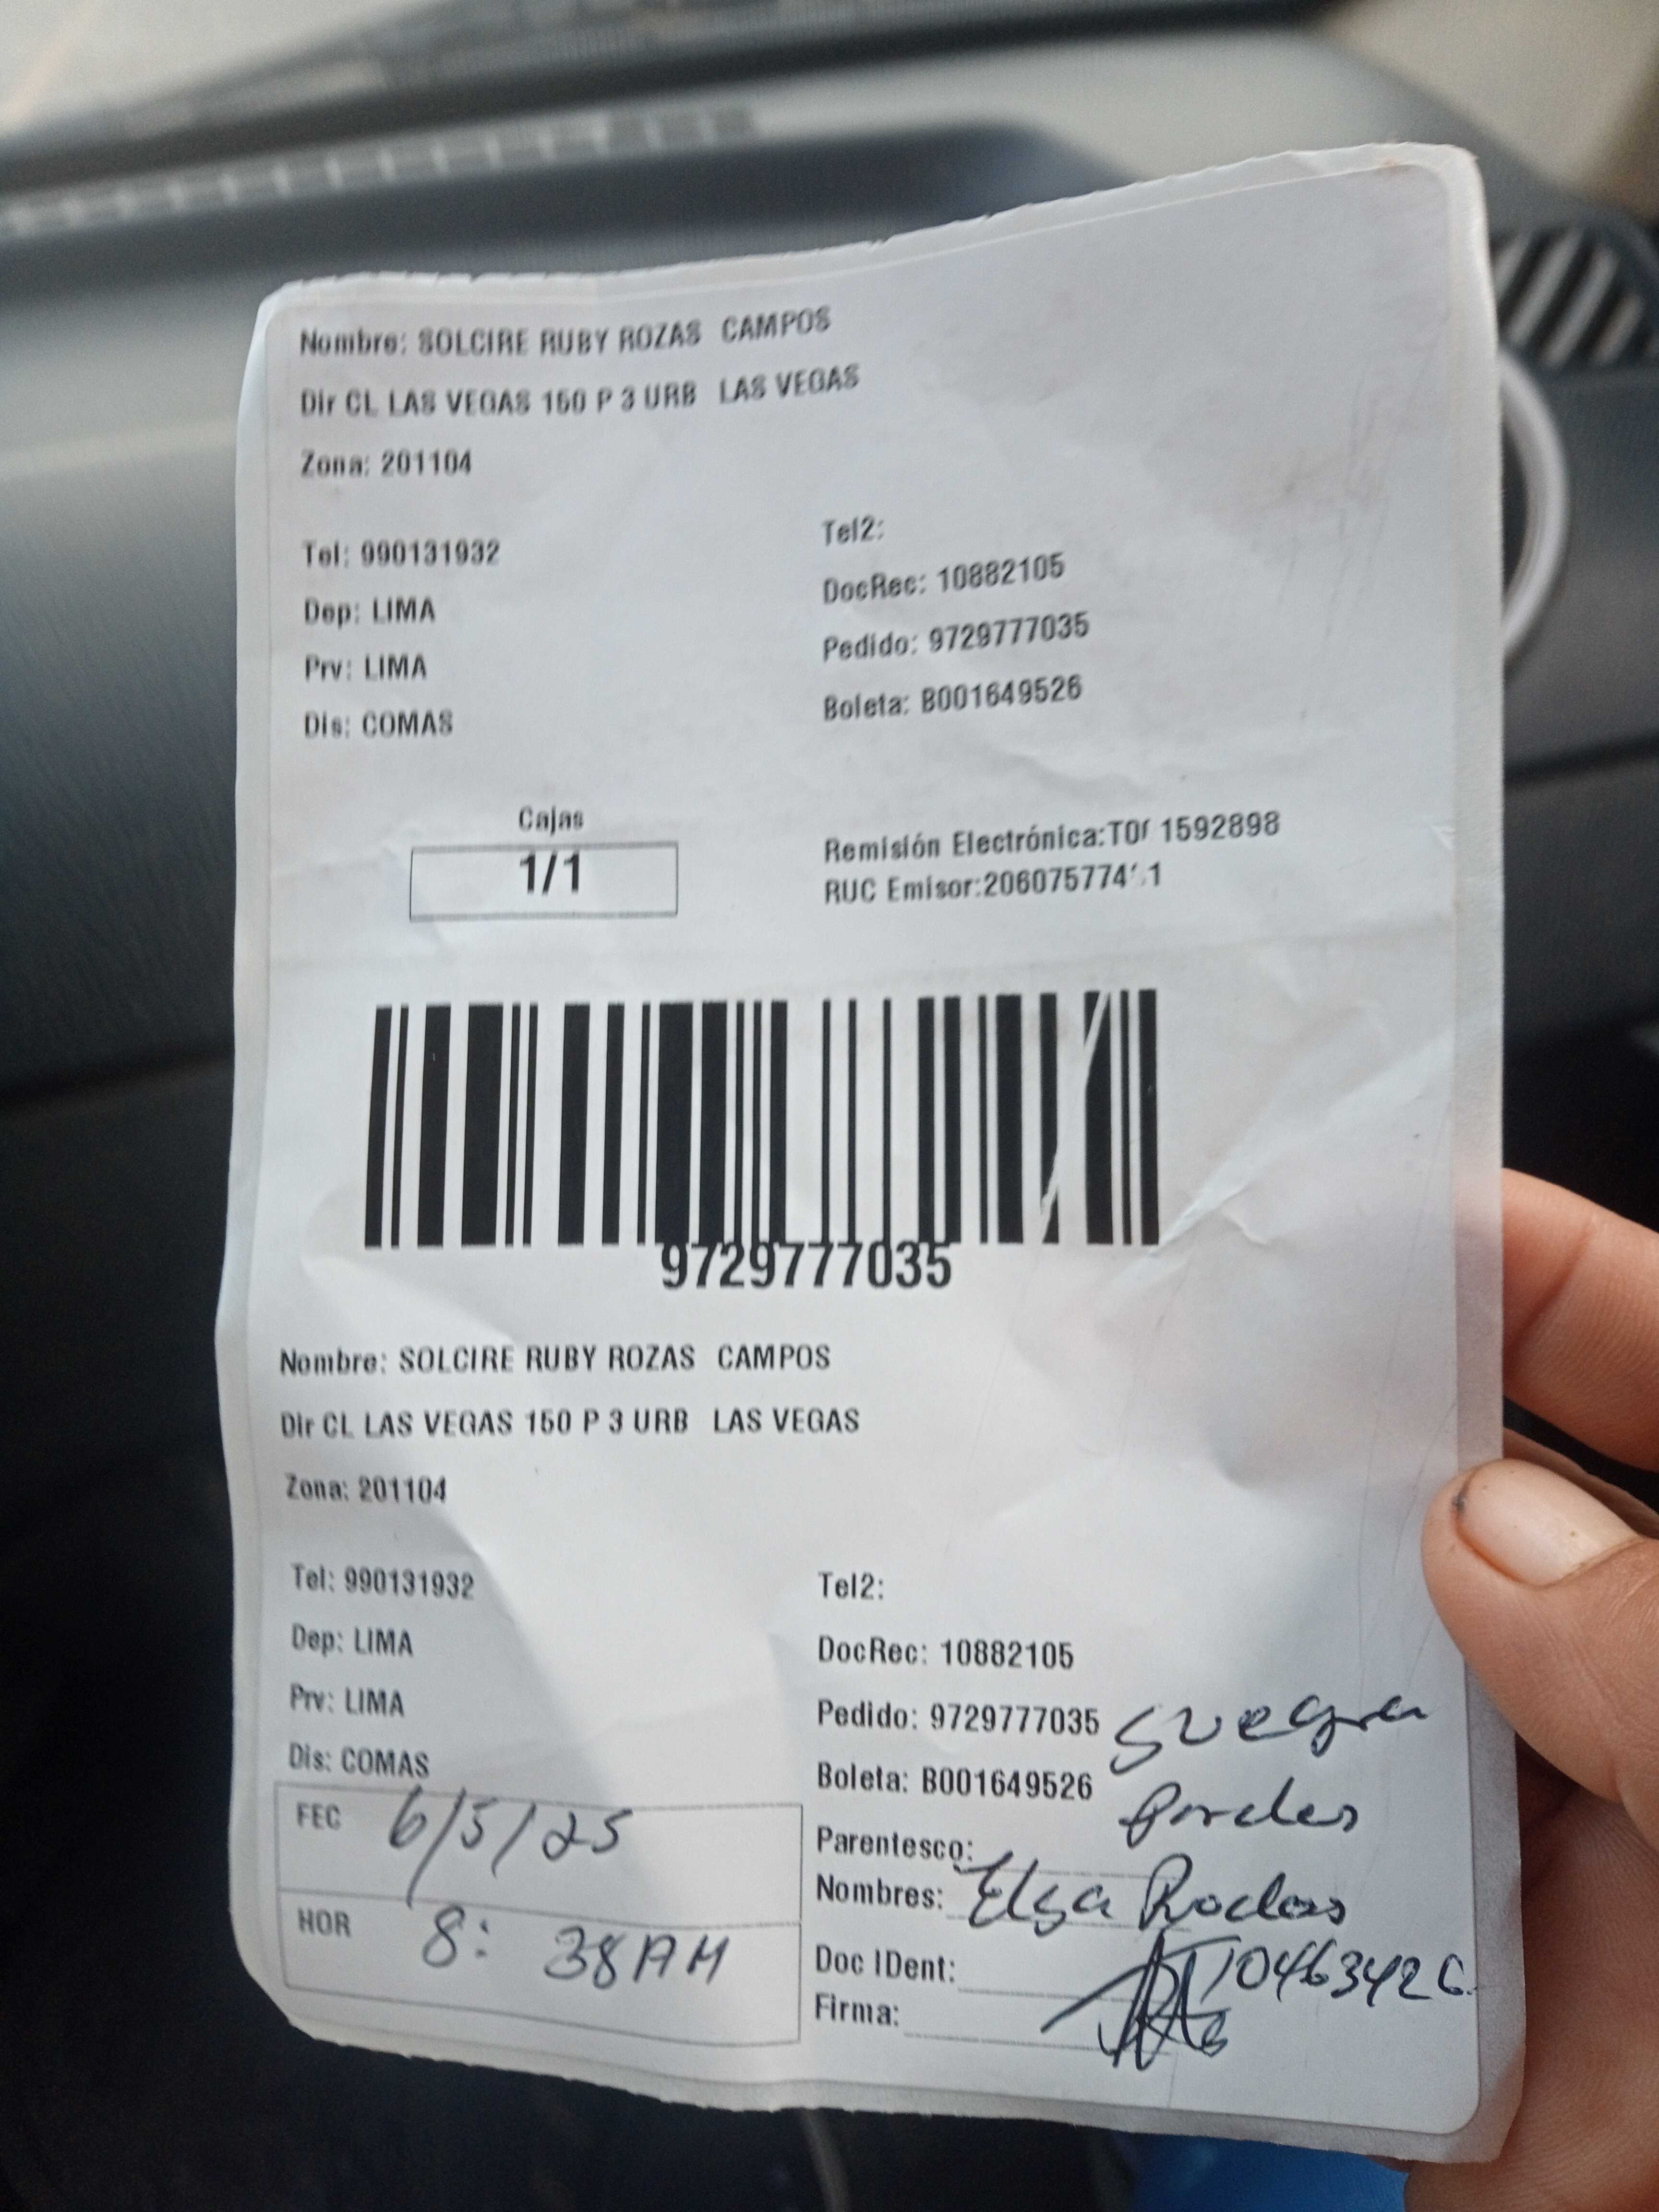 Nombre: SOLCIRE RUBY ROZAS CAMPOS
Dir CL LAS VEGAS 150 P 3 URB LAS VEGAS
Zona: 201104
Tel: 990131932
Tel2:
Dep: LIMA
DocRec: 10882105
Prv: LIMA
Pedido: 9729777035
Dis: COMAS
Boleta: B001649526
Cajas
1/1
Remisión Electrónica: 1592898
RUC Emisor:
9729777035
Nombre: SOLCIRE RUBY ROZAS CAMPOS
Dir CL LAS VEGAS 150 P 3 URB LAS VEGAS
Zona: 201104
Tel: 990131932
Tel2:
Dep: LIMA
DocRec: 10882105
Prv: LIMA
Pedido: 9729777035 suegra
Dis: COMAS
Boleta: B001649526
FEC 6/5/25
Parentesco:
Nombres: Elsa Rodas
HOR 8:38AM
Doc IDent:
Firma: